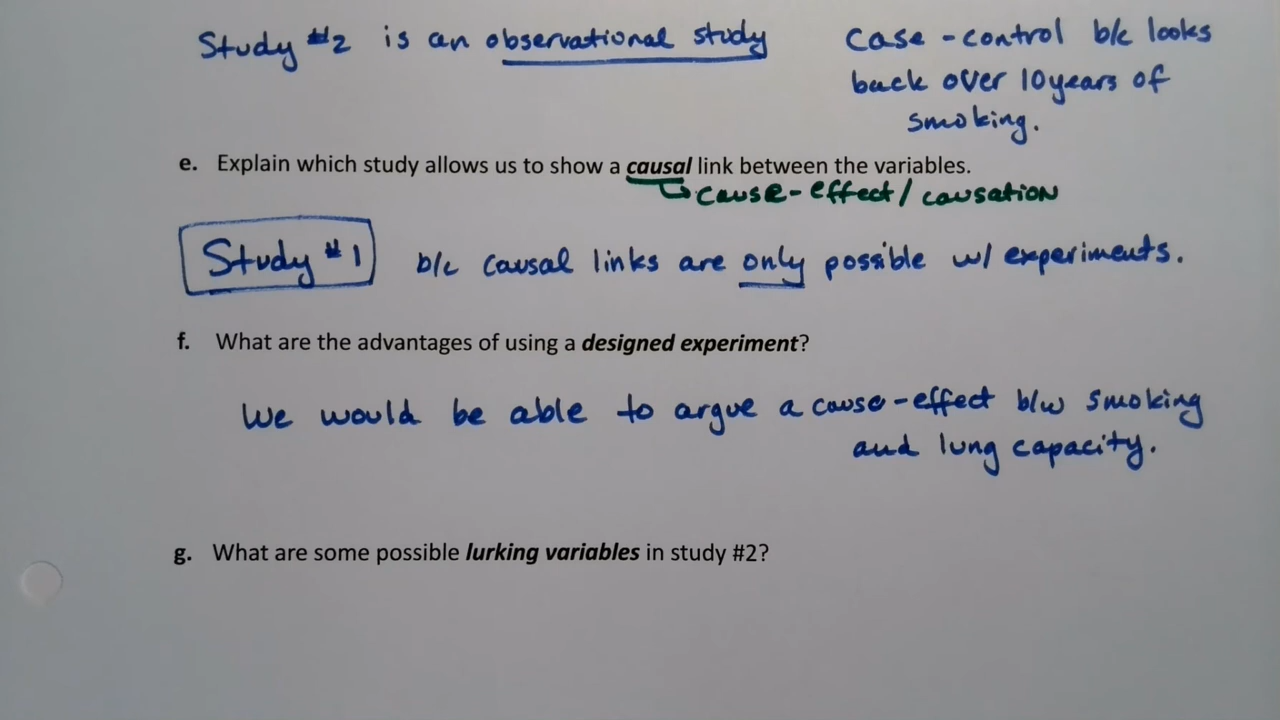 Study #2 is an observational study
case-control b/c looks
back over 10 years of
smoking.
e. Explain which study allows us to show a causal link between the variables.
cause-effect/causation
Study #1 b/c causal links are only possible w/ experiments.
f. What are the advantages of using a designed experiment?
We would be able to argue a cause-effect b/w smoking
and lung capacity.
g. What are some possible lurking variables in study #2?